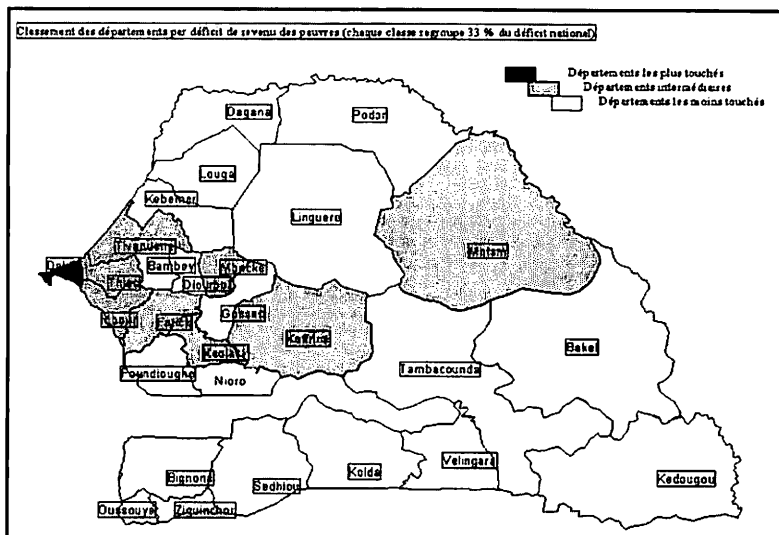 Classement des départements par déficit de revenu des pauvres (chaque classe regroupe 33 % du déficit national)
Départements les plus touchés
Départements intermédiaires
Départements les moins touchés
Dagana
Podor
Louga
Kebemer
Linguere
Matam
Tivaouene
Mbacke
Bambey
Thies
Diourbel
Mbour
Fatick
Gossas
Kaffrine
Kaolack
Bakel
Tambacounda
Foundiougne
Nioro
Velingara
Kolda
Bignona
Sedhiou
Kedougou
Oussouye
Ziguinchor